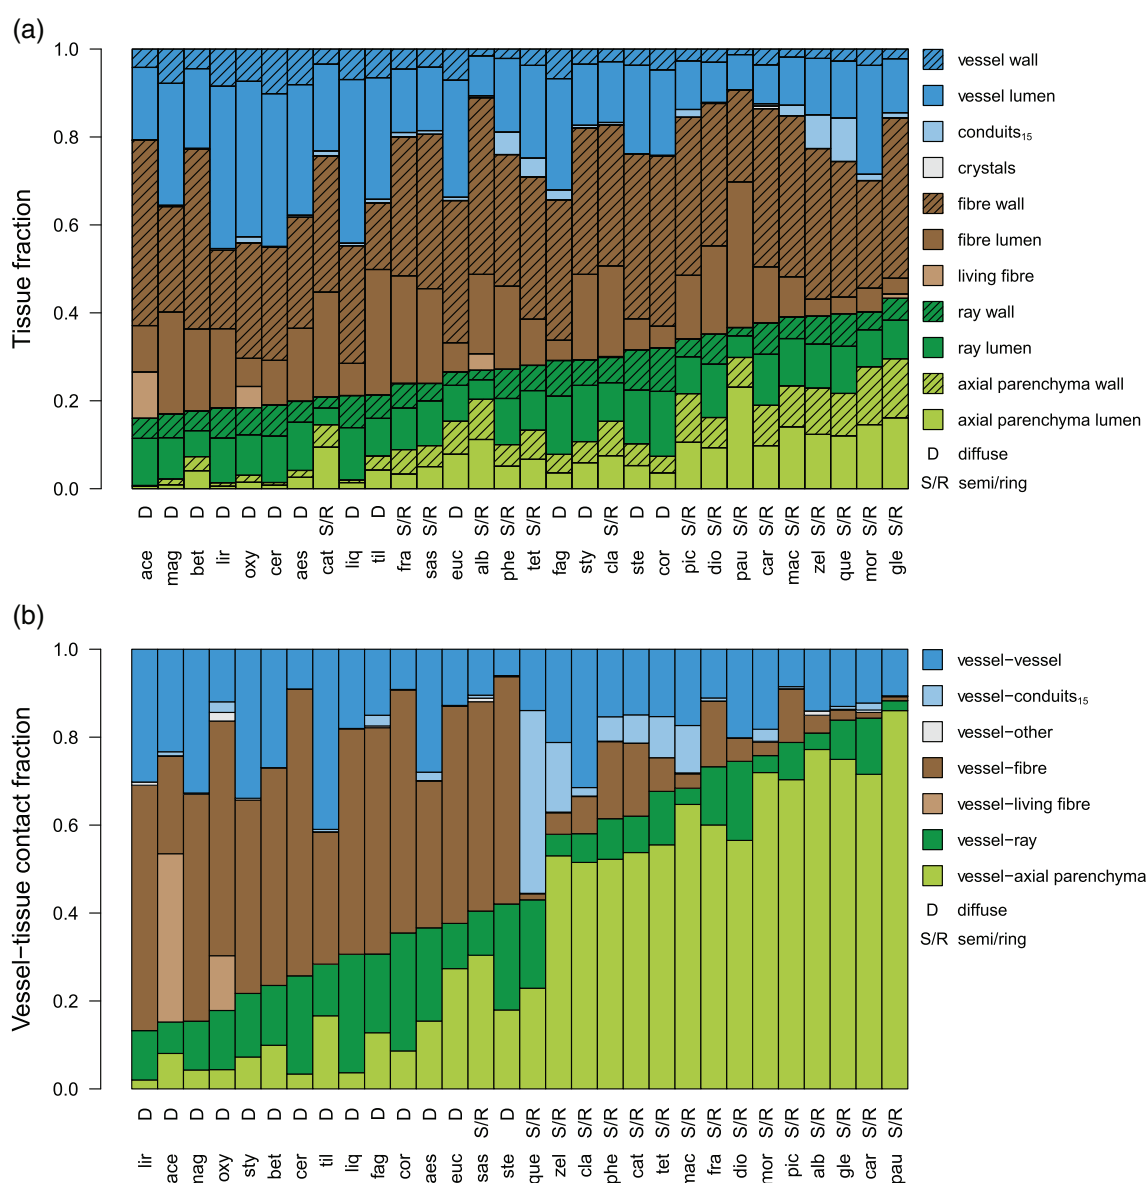 (a)
Tissue fraction
1.0
0.8
0.6
0.4
0.2
0.0
D D D D D D D S/R D D S/R S/R D S/R S/R S/R D D S/R D D S/R S/R S/R S/R S/R S/R S/R S/R S/R
ace mag bet lir oxy cer aes cat liq til fra sas euc alb phe tet fag sty cla ste cor pic dio pau car mac zel que mor gle
vessel wall
vessel lumen
conduits₁₅
crystals
fibre wall
fibre lumen
living fibre
ray wall
ray lumen
axial parenchyma wall
axial parenchyma lumen
D diffuse
S/R semi/ring
(b)
Vessel−tissue contact fraction
1.0
0.8
0.6
0.4
0.2
0.0
D D D D D D D D D D D D D S/R D S/R S/R S/R S/R S/R S/R S/R S/R S/R S/R S/R S/R S/R S/R S/R
lir ace mag oxy sty bet cer til liq fag cor aes euc sas ste que zel cla phe cat tet mac fra dio mor pic alb gle car pau
vessel−vessel
vessel−conduits₁₅
vessel−other
vessel−fibre
vessel−living fibre
vessel−ray
vessel−axial parenchyma
D diffuse
S/R semi/ring